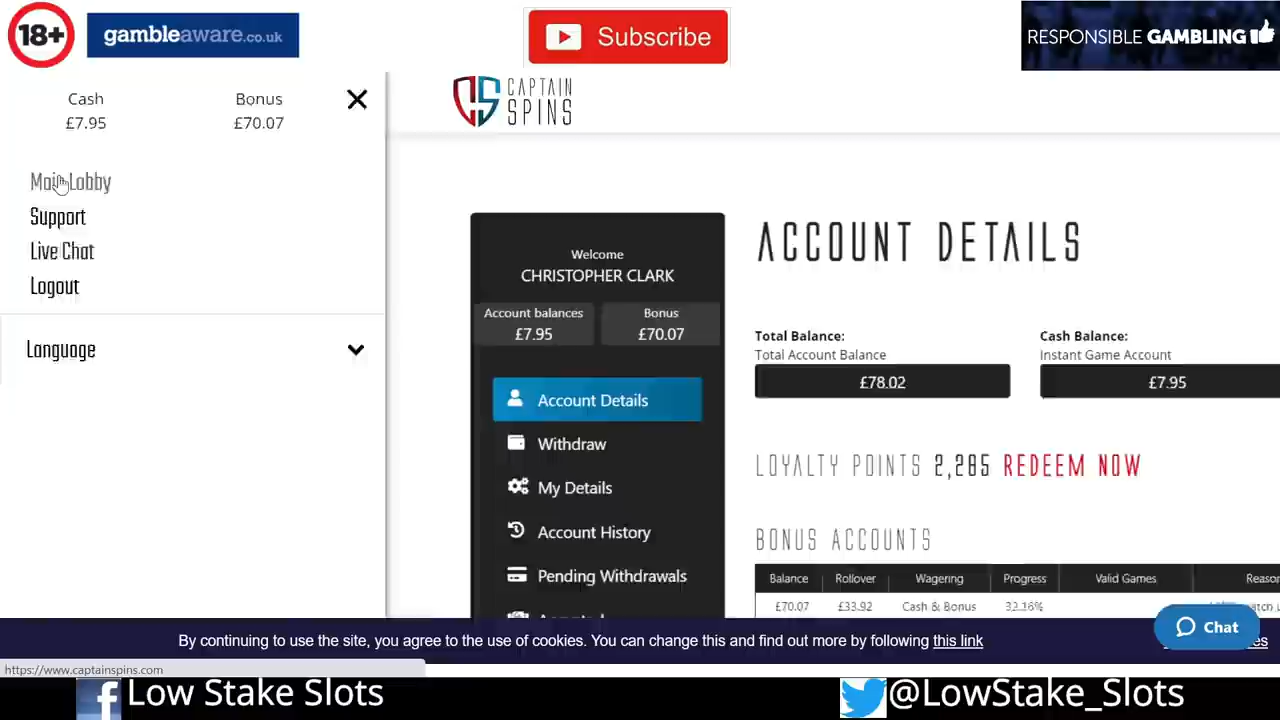 18+
gambleaware.co.uk
Subscribe
RESPONSIBLE GAMBLING
Cash
£7.95
Bonus
£70.07
Main Lobby
Support
Live Chat
Logout
Language
CAPTAIN
SPINS
Welcome
CHRISTOPHER CLARK
Account balances
£7.95
Bonus
£70.07
Account Details
Withdraw
My Details
Account History
Pending Withdrawals
ACCOUNT DETAILS
Total Balance:
Total Account Balance
£78.02
Cash Balance:
Instant Game Account
£7.95
LOYALTY POINTS 2,285 REDEEM NOW
BONUS ACCOUNTS
Balance Rollover Wagering Progress Valid Games Reason
£70.07 £33.92 Cash & Bonus 32.16%
Chat
By continuing to use the site, you agree to the use of cookies. You can change this and find out more by following this link
https://www.captainspins.com
Low Stake Slots
@LowStake_Slots